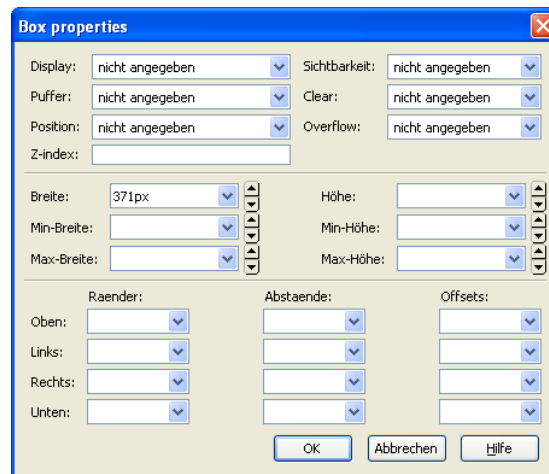 Box properties
Display: nicht angegeben Sichtbarkeit: nicht angegeben
Puffer: nicht angegeben Clear: nicht angegeben
Position: nicht angegeben Overflow: nicht angegeben
Z-index:
Breite: 371px Höhe:
Min-Breite: Min-Höhe:
Max-Breite: Max-Höhe:
Raender: Abstaende: Offsets:
Oben:
Links:
Rechts:
Unten:
OK Abbrechen Hilfe